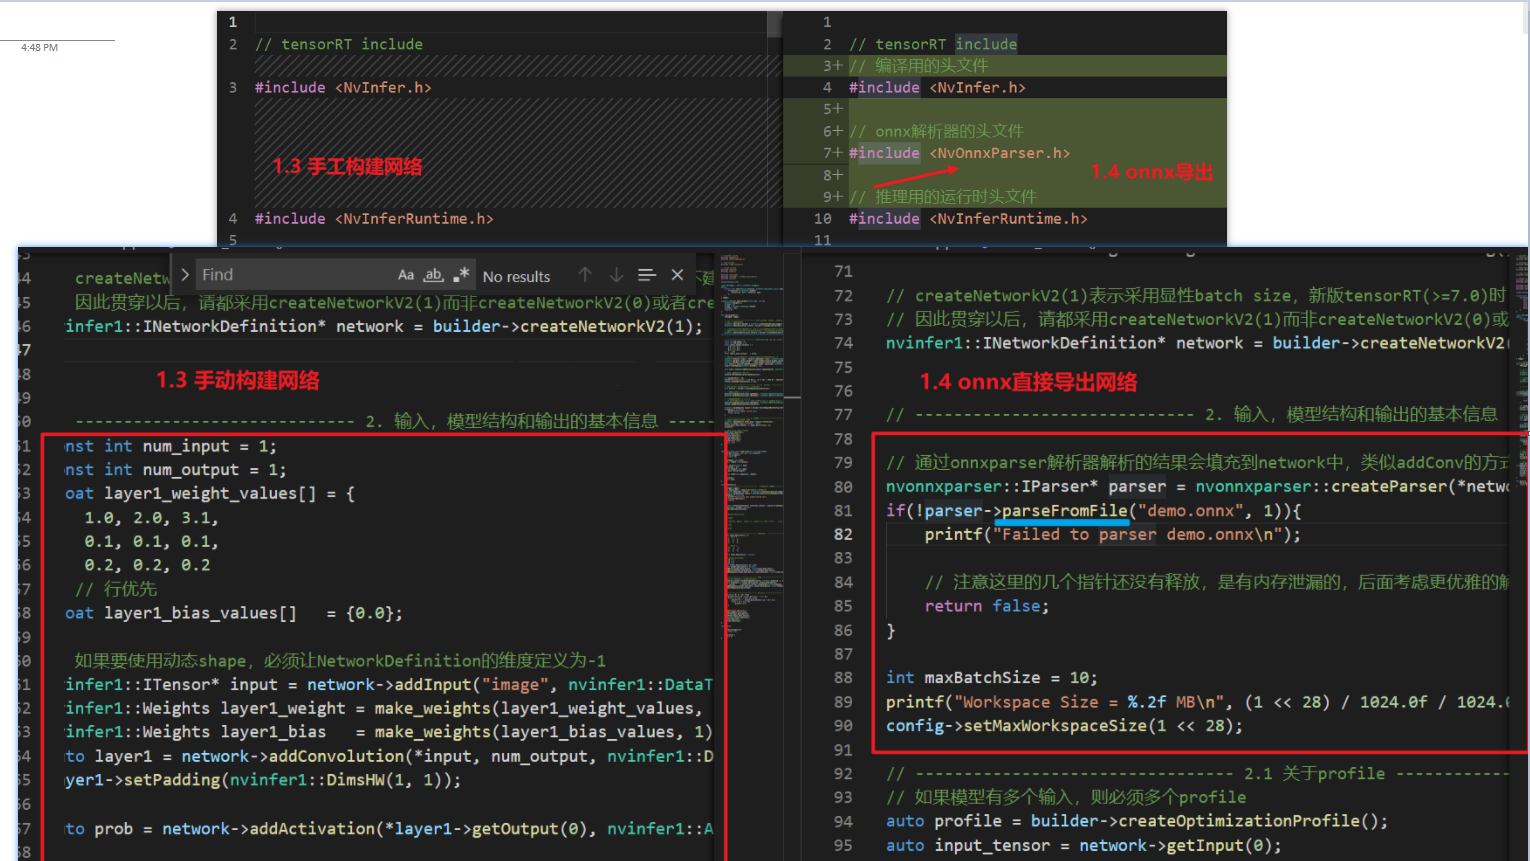 4:48 PM
1
2 // tensorRT include
3 #include <NvInfer.h>
1.3 手工构建网络
4 #include <NvInferRuntime.h>
5
1
2 // tensorRT include
3+ // 编译用的头文件
4 #include <NvInfer.h>
5+
6+ // onnx解析器的头文件
7+ #include <NvOnnxParser.h>
8+
1.4 onnx导出
9+ // 推理用的运行时头文件
10 #include <NvInferRuntime.h>
11
Find
Aa ab .* No results
44 createNetw
45 因此贯穿以后，请都采用createNetworkV2(1)而非createNetworkV2(0)或者cre
46 infer1::INetworkDefinition* network = builder->createNetworkV2(1);
47
48
1.3 手动构建网络
49
50 ----------------------------- 2. 输入，模型结构和输出的基本信息 -----
51 nst int num_input = 1;
52 nst int num_output = 1;
53 oat layer1_weight_values[] = {
54 1.0, 2.0, 3.1,
55 0.1, 0.1, 0.1,
56 0.2, 0.2, 0.2
57 // 行优先
58 oat layer1_bias_values[] = {0.0};
59
60 如果要使用动态shape，必须让NetworkDefinition的维度定义为-1
61 infer1::ITensor* input = network->addInput("image", nvinfer1::DataT
62 infer1::Weights layer1_weight = make_weights(layer1_weight_values,
63 infer1::Weights layer1_bias = make_weights(layer1_bias_values, 1)
64 to layer1 = network->addConvolution(*input, num_output, nvinfer1::D
65 yer1->setPadding(nvinfer1::DimsHW(1, 1));
66
67 to prob = network->addActivation(*layer1->getOutput(0), nvinfer1::A
68
71
72 // createNetworkV2(1)表示采用显性batch size，新版tensorRT(>=7.0)时
73 // 因此贯穿以后，请都采用createNetworkV2(1)而非createNetworkV2(0)或
74 nvinfer1::INetworkDefinition* network = builder->createNetworkV2
75
1.4 onnx直接导出网络
76
77 // ----------------------------- 2. 输入，模型结构和输出的基本信息
78
79 // 通过onnxparser解析器解析的结果会填充到network中，类似addConv的方式
80 nvonnxparser::IParser* parser = nvonnxparser::createParser(*netwo
81 if(!parser->parseFromFile("demo.onnx", 1)){
82 printf("Failed to parser demo.onnx\n");
83
84 // 注意这里的几个指针还没有释放，是有内存泄漏的，后面考虑更优雅的解
85 return false;
86 }
87
88 int maxBatchSize = 10;
89 printf("Workspace Size = %.2f MB\n", (1 << 28) / 1024.0f / 1024.0
90 config->setMaxWorkspaceSize(1 << 28);
91
92 // --------------------------------- 2.1 关于profile ------------
93 // 如果模型有多个输入，则必须多个profile
94 auto profile = builder->createOptimizationProfile();
95 auto input_tensor = network->getInput(0);